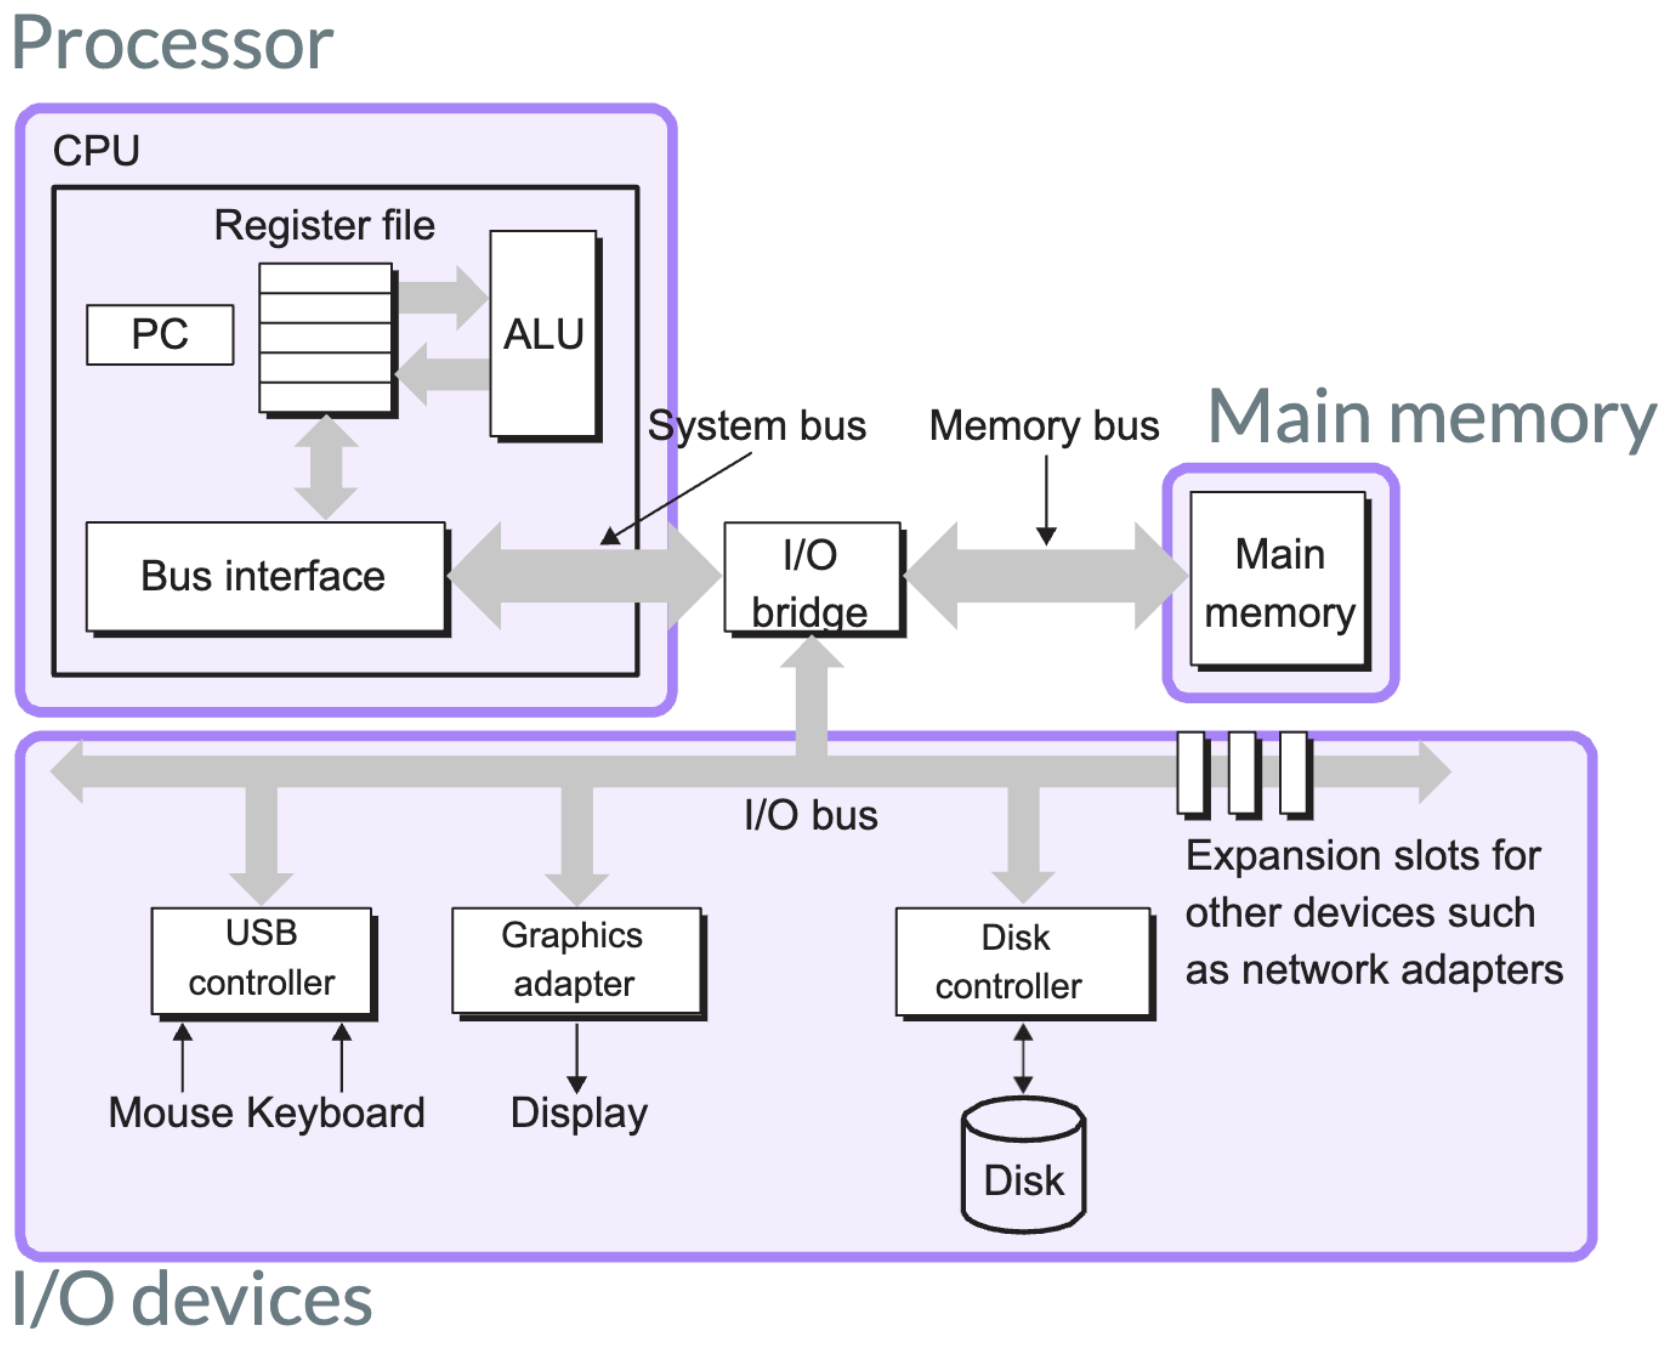 Processor
CPU
Register file
PC
ALU
System bus
Memory bus
Main memory
Bus interface
I/O
bridge
Main
memory
I/O bus
Expansion slots for
other devices such
as network adapters
USB
controller
Graphics
adapter
Disk
controller
Mouse
Keyboard
Display
Disk
I/O devices